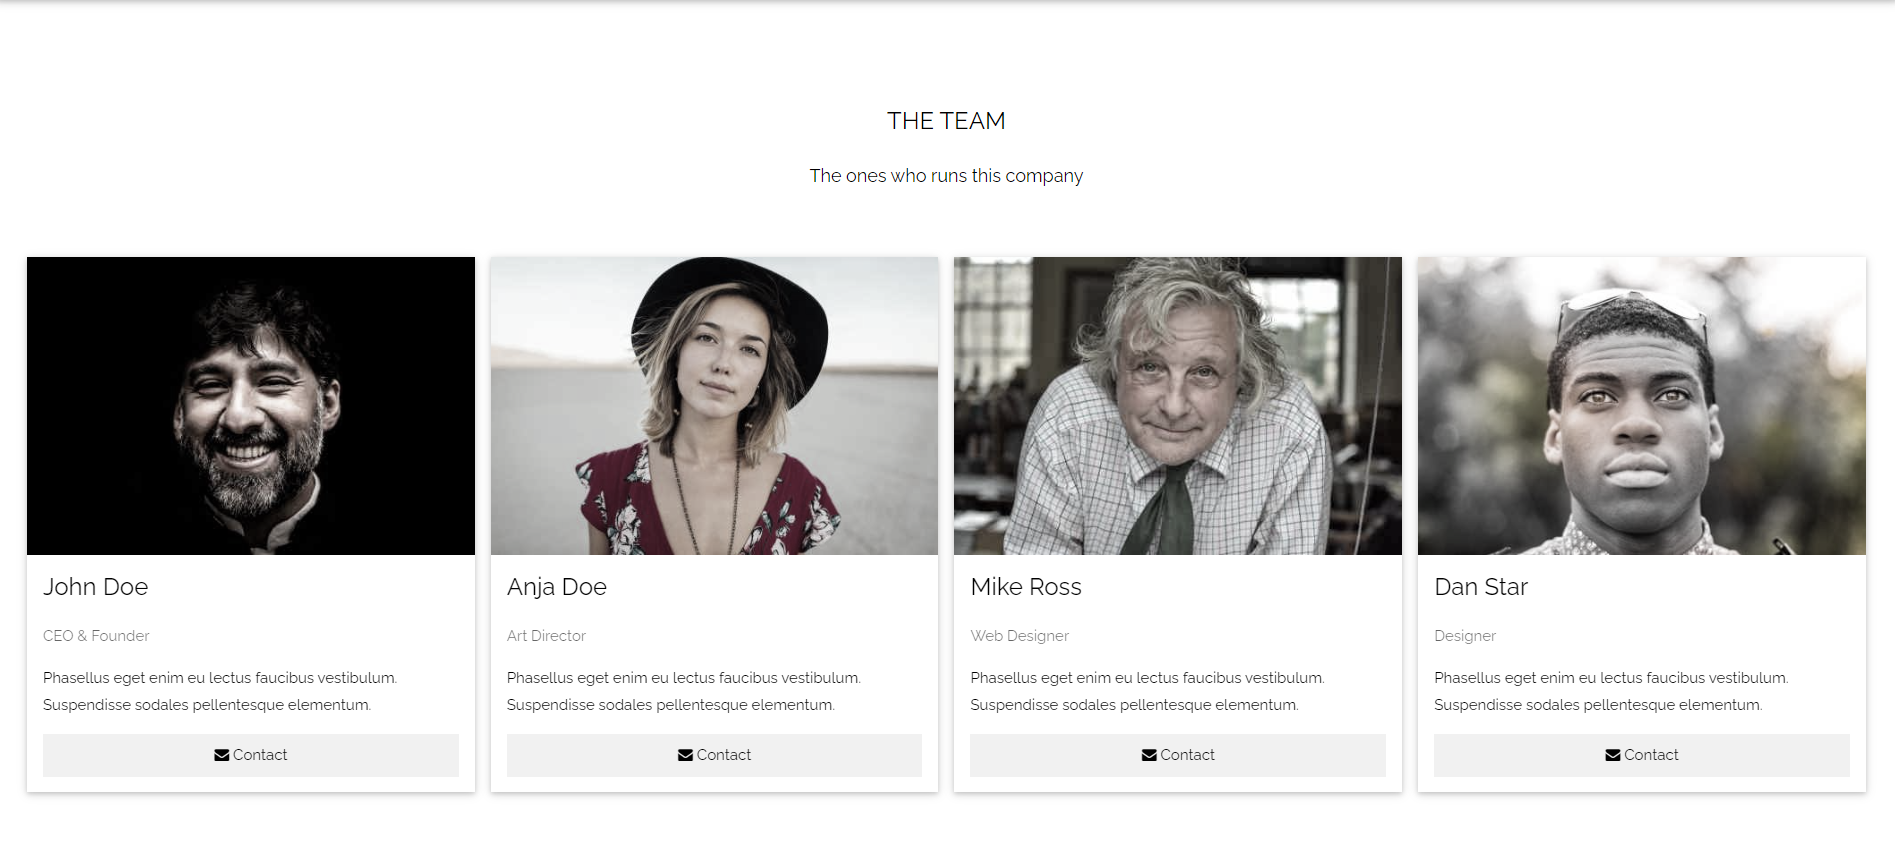 THE TEAM
The ones who runs this company
John Doe
CEO & Founder
Phasellus eget enim eu lectus faucibus vestibulum.
Suspendisse sodales pellentesque elementum.
Contact
Anja Doe
Art Director
Phasellus eget enim eu lectus faucibus vestibulum.
Suspendisse sodales pellentesque elementum.
Contact
Mike Ross
Web Designer
Phasellus eget enim eu lectus faucibus vestibulum.
Suspendisse sodales pellentesque elementum.
Contact
Dan Star
Designer
Phasellus eget enim eu lectus faucibus vestibulum.
Suspendisse sodales pellentesque elementum.
Contact